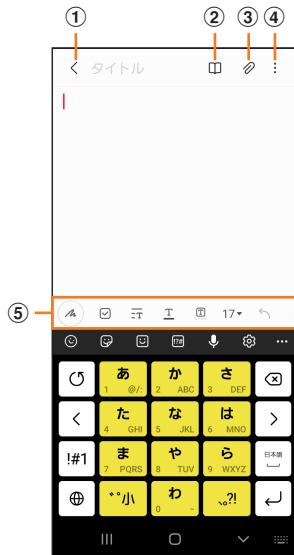 ① ② ③ ④
タイトル
⑤
T T T 17
!?#
あ か さ
1 @/: 2 ABC 3 DEF
た な は
4 GHI 5 JKL 6 MNO
!#1 ま や ら 日本語
7 PQRS 8 TUV 9 WXYZ
゛゜小 わ 、。?!
0 -